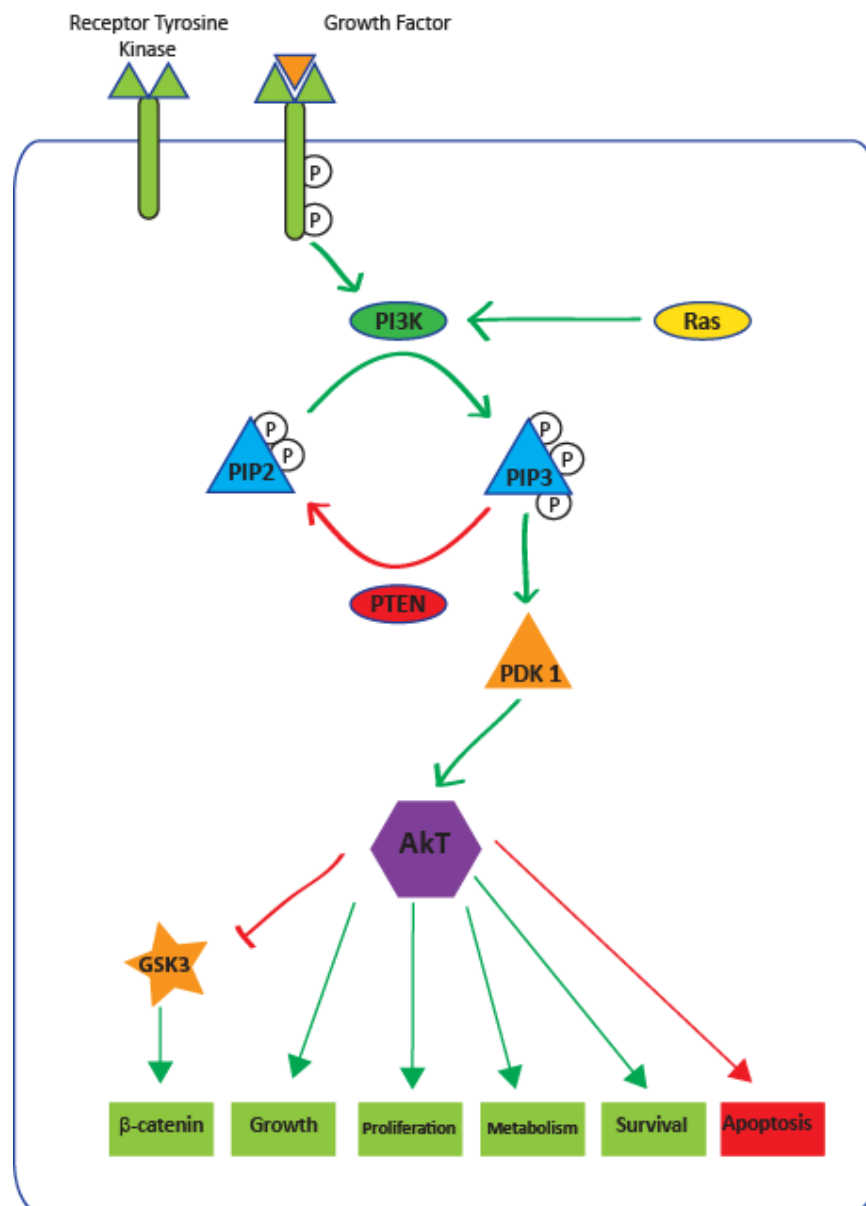 Receptor Tyrosine
Kinase
Growth Factor
P
P
PI3K
Ras
P
P
PIP2
P
P
P
PIP3
PTEN
PDK 1
AkT
GSK3
β-catenin
Growth
Proliferation
Metabolism
Survival
Apoptosis